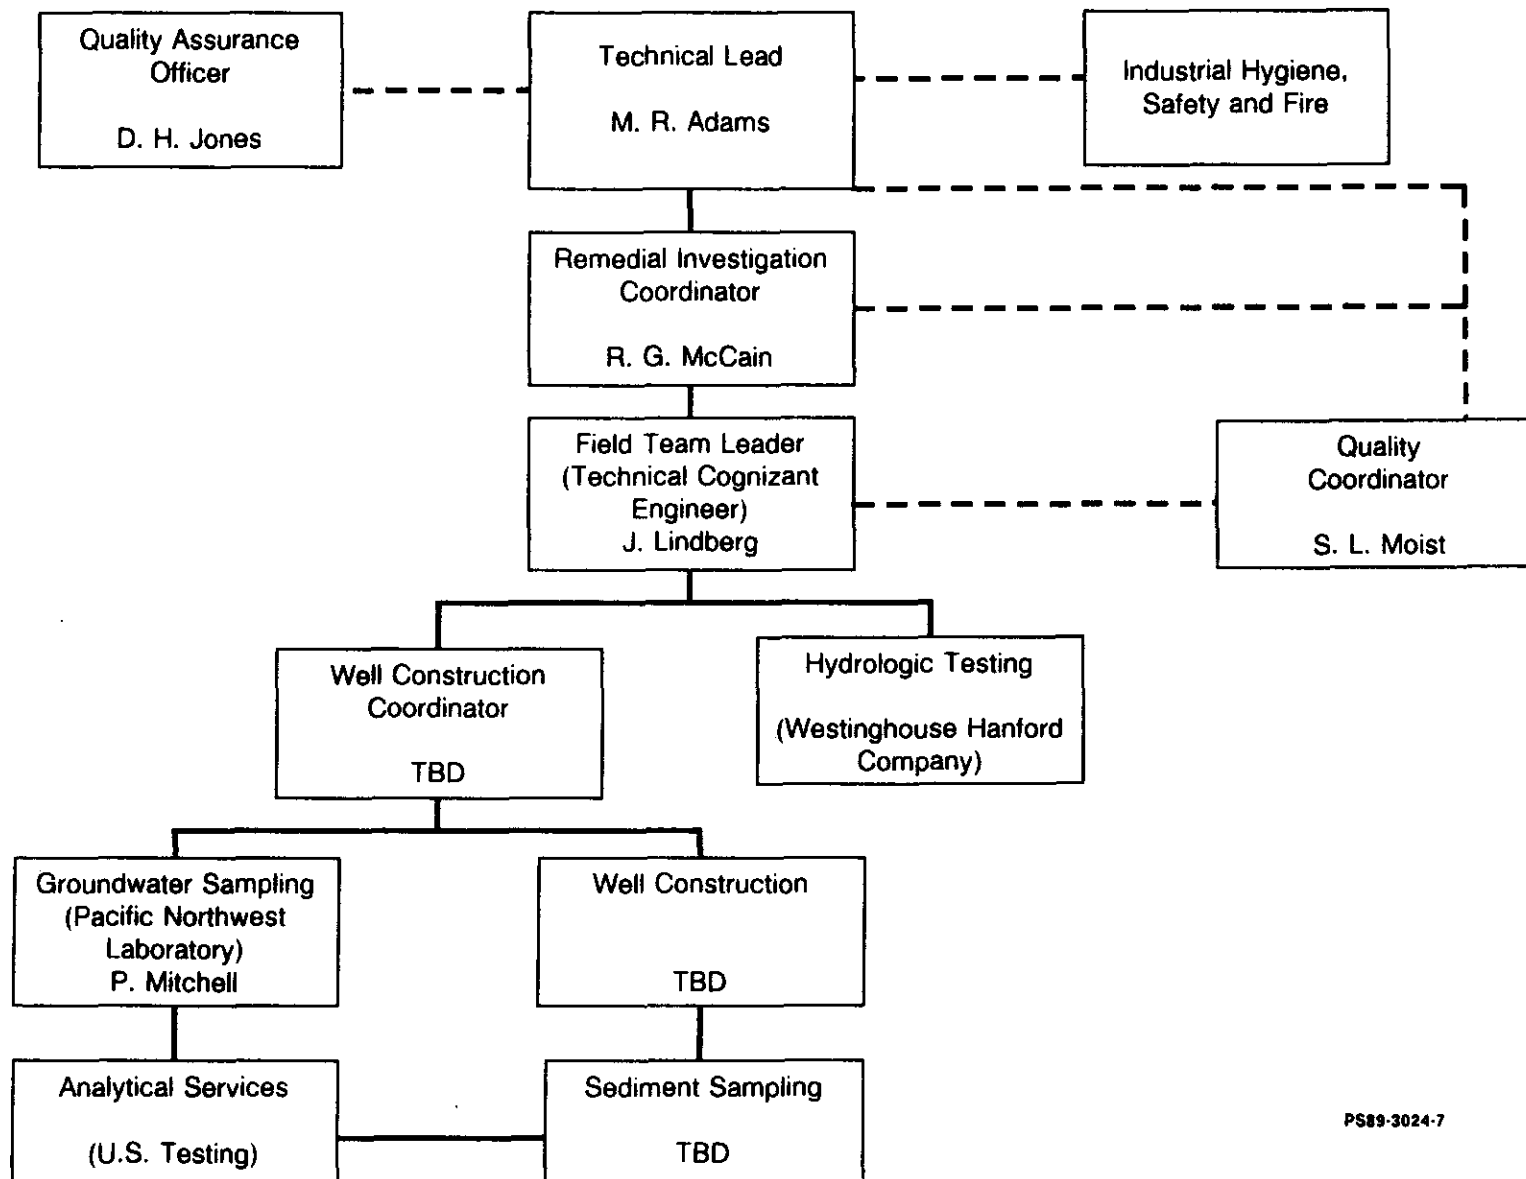 Quality Assurance
Officer
D. H. Jones
Technical Lead
M. R. Adams
Industrial Hygiene,
Safety and Fire
Remedial Investigation
Coordinator
R. G. McCain
Field Team Leader
(Technical Cognizant
Engineer)
J. Lindberg
Quality
Coordinator
S. L. Moist
Well Construction
Coordinator
TBD
Hydrologic Testing
(Westinghouse Hanford
Company)
Groundwater Sampling
(Pacific Northwest
Laboratory)
P. Mitchell
Well Construction
TBD
Analytical Services
(U.S. Testing)
Sediment Sampling
TBD
PS89-3024-7